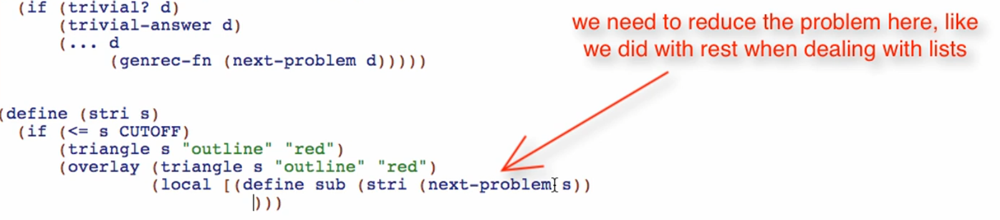 (if (trivial? d)
(trivial-answer d)
(... d
(genrec-fn (next-problem d)))))
we need to reduce the problem here, like
we did with rest when dealing with lists
(define (stri s)
(if (<= s CUTOFF)
(triangle s "outline" "red")
(overlay (triangle s "outline" "red")
(local [(define sub (stri (next-problem s))
)))